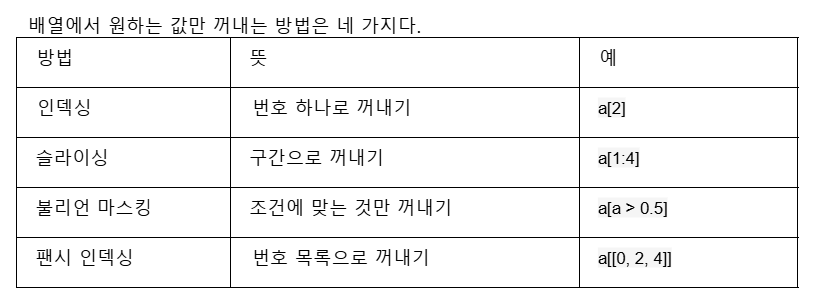 배열에서 원하는 값만 꺼내는 방법은 네 가지다.
방법 뜻 예
인덱싱 번호 하나로 꺼내기 a[2]
슬라이싱 구간으로 꺼내기 a[1:4]
불리언 마스킹 조건에 맞는 것만 꺼내기 a[a > 0.5]
팬시 인덱싱 번호 목록으로 꺼내기 a[[0, 2, 4]]